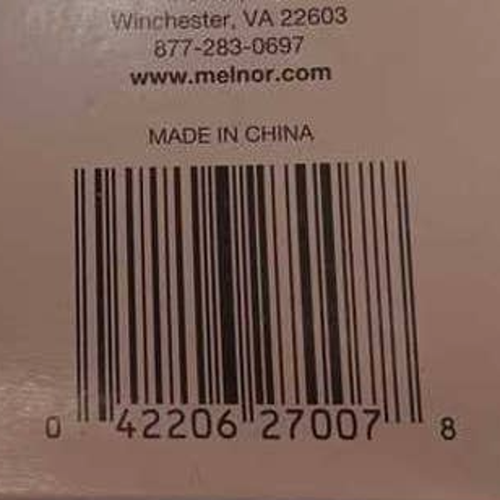 Winchester, VA 22603
877-283-0697
www.melnor.com
MADE IN CHINA
0 42206 27007 8